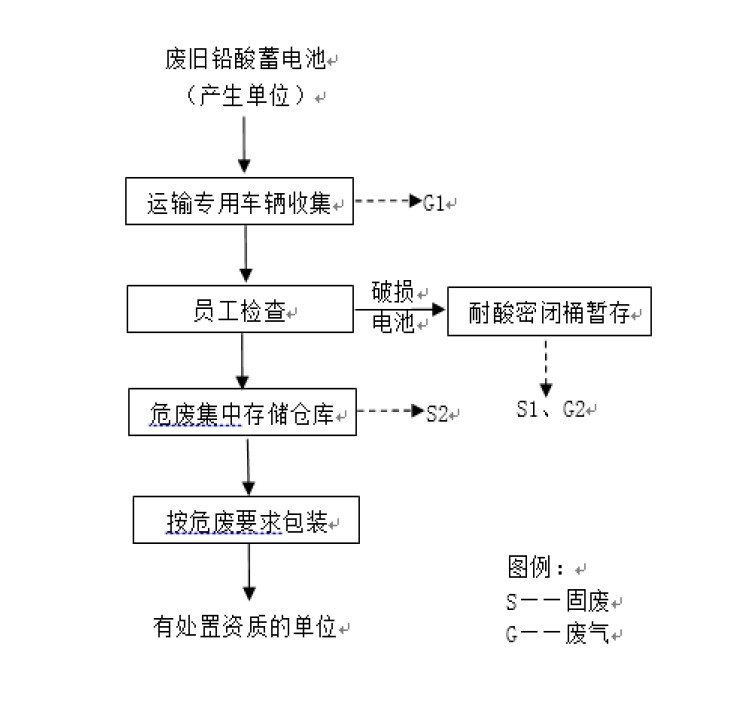 废旧铅酸蓄电池
（产生单位）
运输专用车辆收集
G1
员工检查
破损
电池
耐酸密闭桶暂存
S1、G2
危废集中存储仓库
S2
按危废要求包装
有处置资质的单位
图例：
S——固废
G——废气